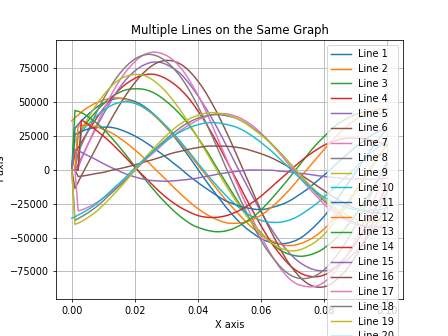 Multiple Lines on the Same Graph
75000
50000
25000
0
−25000
−50000
−75000
0.00
0.02
0.04
0.06
X axis
Line 1
Line 2
Line 3
Line 4
Line 5
Line 6
Line 7
Line 8
Line 9
Line 10
Line 11
Line 12
Line 13
Line 14
Line 15
Line 16
Line 17
Line 18
Line 19